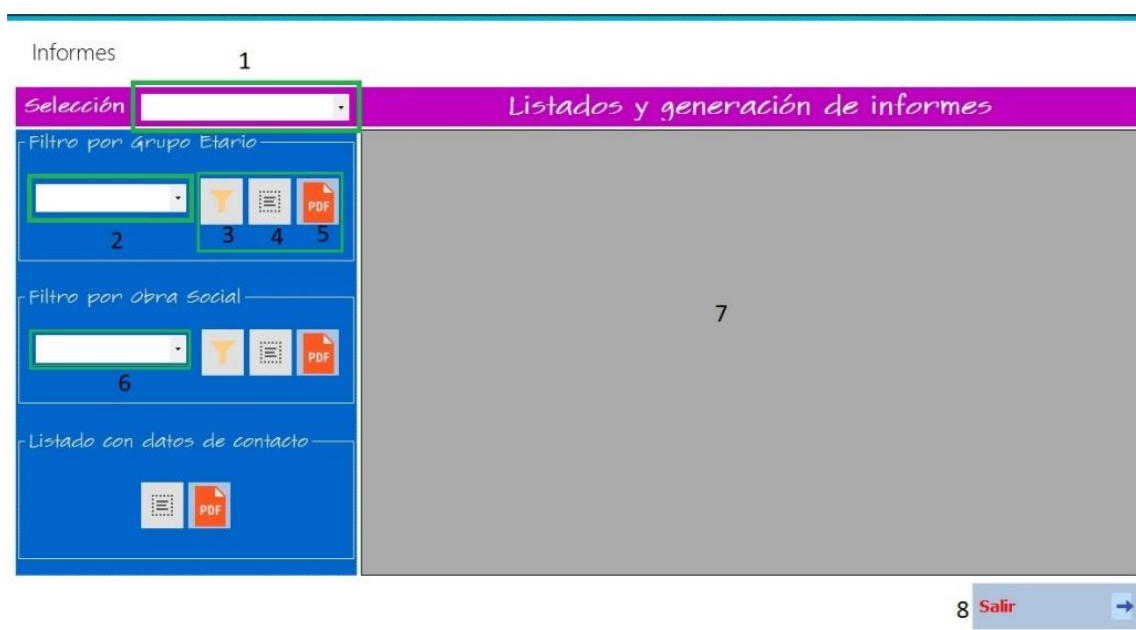 Informes
1
Selección
Listados y generación de informes
Filtro por Grupo Etario
PDF
2
3
4
5
Filtro por Obra Social
PDF
6
7
Listado con datos de contacto
PDF
8
Salir